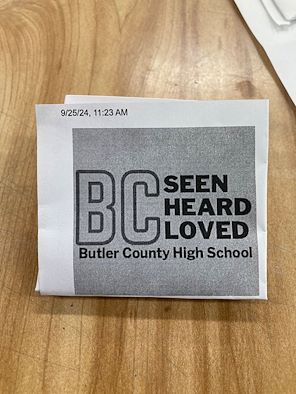 9/25/24, 11:23 AM
BC
SEEN
HEARD
LOVED
Butler County High School